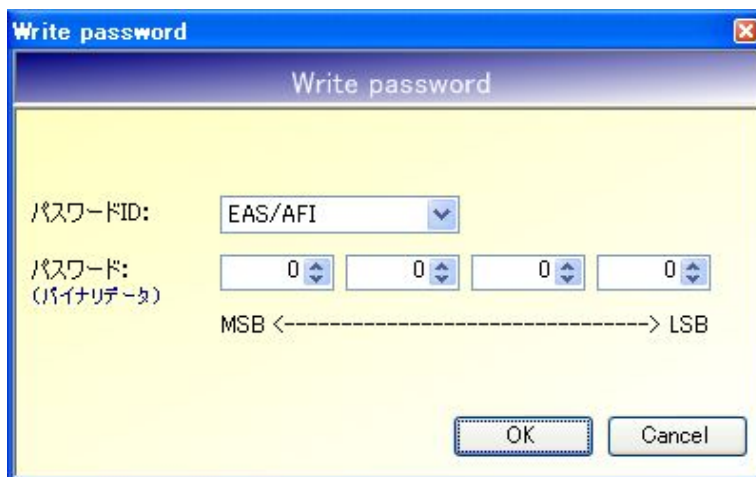 Write password
Write password
パスワードID: EAS/AFI
パスワード: 0 0 0 0
(バイナリデータ)
MSB <--------------------------------> LSB
OK Cancel